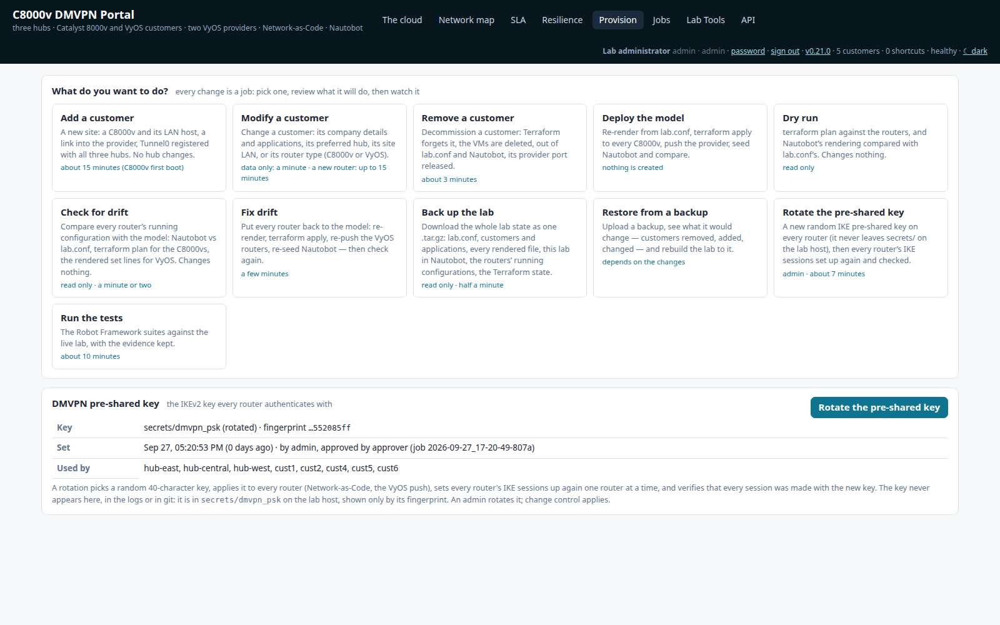 C8000v DMVPN Portal
three hubs · Catalyst 8000v and VyOS customers · two VyOS providers · Network-as-Code · Nautobot
The cloud
Network map
SLA
Resilience
Provision
Jobs
Lab Tools
API
Lab administrator admin · admin · password · sign out · v0.21.0 · 5 customers · 0 shortcuts · healthy · ☾ dark
What do you want to do? every change is a job: pick one, review what it will do, then watch it
Add a customer
A new site: a C8000v and its LAN host, a
link into the provider, Tunnel0 registered
with all three hubs. No hub changes.
about 15 minutes (C8000v first boot)
Modify a customer
Change a customer: its company details
and applications, its preferred hub, its site
LAN, or its router type (C8000v or VyOS).
data only: a minute · a new router: up to 15
minutes
Remove a customer
Decommission a customer: Terraform
forgets it, the VMs are deleted, out of
lab.conf and Nautobot, its provider port
released.
about 3 minutes
Deploy the model
Re-render from lab.conf, terraform apply
to every C8000v, push the provider, seed
Nautobot and compare.
nothing is created
Dry run
terraform plan against the routers, and
Nautobot’s rendering compared with
lab.conf’s. Changes nothing.
read only
Check for drift
Compare every router’s running
configuration with the model: Nautobot vs
lab.conf, terraform plan for the C8000vs,
the rendered set lines for VyOS. Changes
nothing.
read only · a minute or two
Fix drift
Put every router back to the model: re-
render, terraform apply, re-push the VyOS
routers, re-seed Nautobot — then check
again.
a few minutes
Back up the lab
Download the whole lab state as one
.tar.gz: lab.conf, customers and
applications, every rendered file, this lab
in Nautobot, the routers’ running
configurations, the Terraform state.
read only · half a minute
Restore from a backup
Upload a backup, see what it would
change — customers removed, added,
changed — and rebuild the lab to it.
depends on the changes
Rotate the pre-shared key
A new random IKE pre-shared key on
every router (it never leaves secrets/ on
the lab host), then every router’s IKE
sessions set up again and checked.
admin · about 7 minutes
Run the tests
The Robot Framework suites against the
live lab, with the evidence kept.
about 10 minutes
DMVPN pre-shared key the IKEv2 key every router authenticates with
Rotate the pre-shared key
Key secrets/dmvpn_psk (rotated) · fingerprint …552085ff
Set Sep 27, 05:20:53 PM (0 days ago) · by admin, approved by approver (job 2026-09-27_17-20-49-807a)
Used by hub-east, hub-central, hub-west, cust1, cust2, cust4, cust5, cust6
A rotation picks a random 40-character key, applies it to every router (Network-as-Code, the VyOS push), sets every router's IKE sessions up again one router at a time, and verifies that every session was made with the new key. The key never
appears here, in the logs or in git: it is in secrets/dmvpn_psk on the lab host, shown only by its fingerprint. An admin rotates it; change control applies.